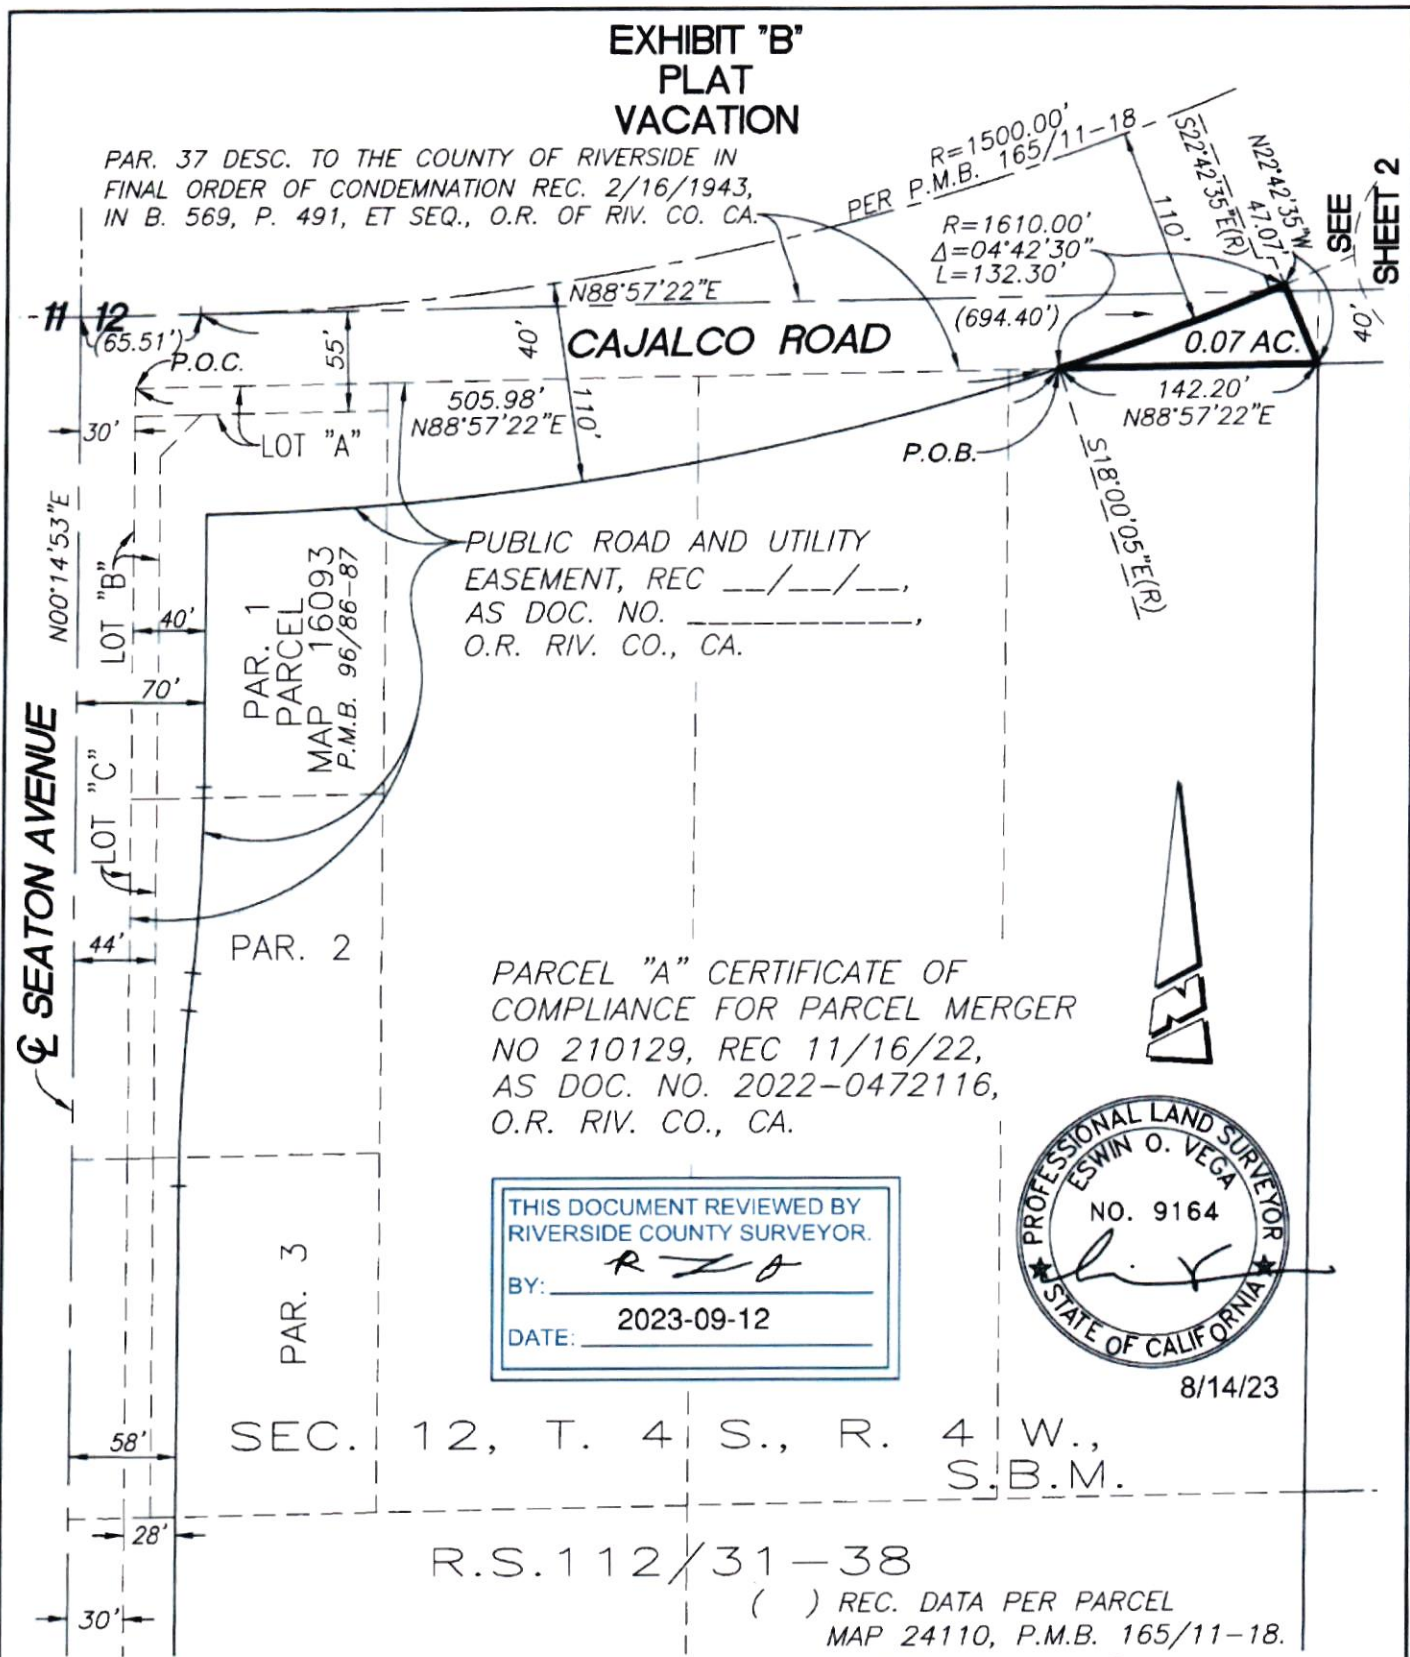 EXHIBIT "B"
PLAT
VACATION
PAR. 37 DESC. TO THE COUNTY OF RIVERSIDE IN
FINAL ORDER OF CONDEMNATION REC. 2/16/1943,
IN B. 569, P. 491, ET SEQ., O.R. OF RIV. CO. CA.
R=1500.00'
PER P.M.B. 165/11-18
S22°42'35"E(R)
N22°42'35"W
47.07'
SEE
SHEET 2
110'
R=1610.00'
Δ=04°42'30"
L=132.30'
(694.40')
N88°57'22"E
40'
11 12
(65.51')
P.O.C.
55'
40'
CAJALCO ROAD
0.07 AC.
505.98'
N88°57'22"E
110'
142.20'
N88°57'22"E
30'
LOT "A"
P.O.B.
S18°00'05"E(R)
N00°14'53"E
LOT "B"
40'
70'
PAR. 1
PARCEL
MAP 16093
P.M.B. 96/86-87
PUBLIC ROAD AND UTILITY
EASEMENT, REC __/__/__,
AS DOC. NO. ___________,
O.R. RIV. CO., CA.
LOT "C"
℄ SEATON AVENUE
44'
PAR. 2
PARCEL "A" CERTIFICATE OF
COMPLIANCE FOR PARCEL MERGER
NO 210129, REC 11/16/22,
AS DOC. NO. 2022-0472116,
O.R. RIV. CO., CA.
PROFESSIONAL LAND SURVEYOR
ESWIN O. VEGA
NO. 9164
STATE OF CALIFORNIA
8/14/23
THIS DOCUMENT REVIEWED BY
RIVERSIDE COUNTY SURVEYOR.
BY:
DATE: 2023-09-12
PAR. 3
58'
SEC. 12, T. 4 S., R. 4 W.,
S.B.M.
28'
R.S.112/31-38
30'
( ) REC. DATA PER PARCEL
MAP 24110, P.M.B. 165/11-18.